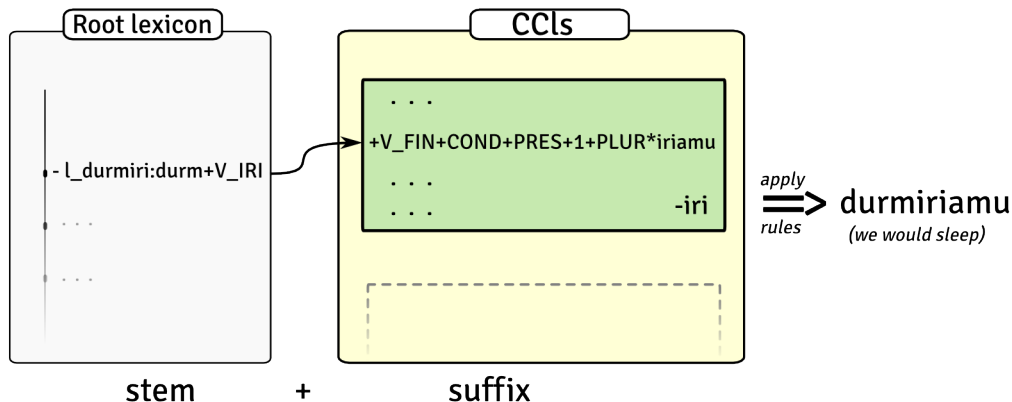 Root lexicon
CCls
. . .
+V_FIN+COND+PRES+1+PLUR*iriamu
- l_durmiri:durm+V_IRI
. . .
. . .
-iri
. . .
. . .
apply
rules
durmiriamu
(we would sleep)
stem + suffix